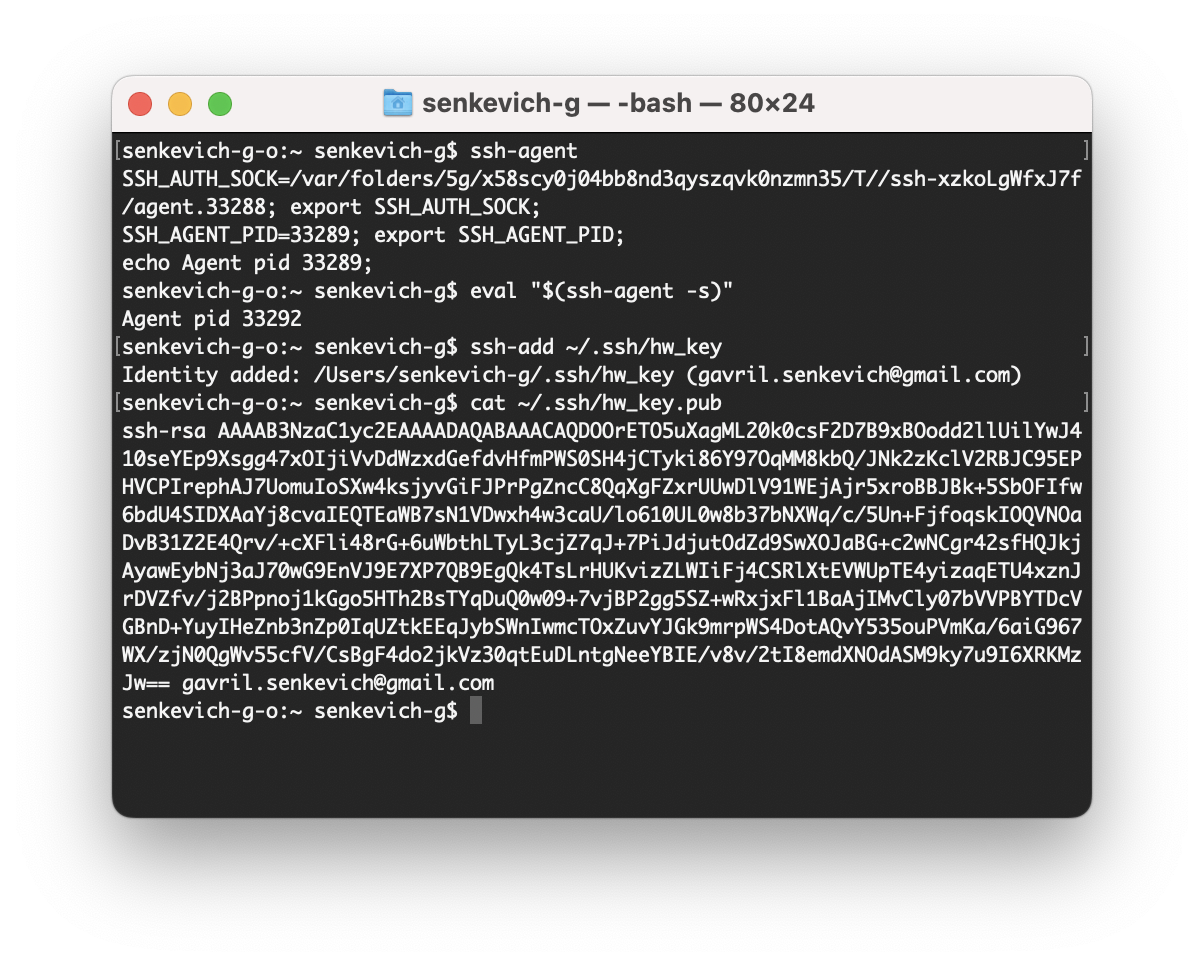 senkevich-g — -bash — 80×24
[senkevich-g-o:~ senkevich-g$ ssh-agent ]
SSH_AUTH_SOCK=/var/folders/5g/x58scy0j04bb8nd3qyszqvk0nzmn35/T//ssh-xzkoLgWfxJ7f
/agent.33288; export SSH_AUTH_SOCK;
SSH_AGENT_PID=33289; export SSH_AGENT_PID;
echo Agent pid 33289;
senkevich-g-o:~ senkevich-g$ eval "$(ssh-agent -s)"
Agent pid 33292
[senkevich-g-o:~ senkevich-g$ ssh-add ~/.ssh/hw_key ]
Identity added: /Users/senkevich-g/.ssh/hw_key (gavril.senkevich@gmail.com)
[senkevich-g-o:~ senkevich-g$ cat ~/.ssh/hw_key.pub ]
ssh-rsa AAAAB3NzaC1yc2EAAAADAQABAAACAQDOOrETO5uXagML20k0csF2D7B9xBOodd2llUilYwJ4
10seYEp9Xsgg47xOIjiVvDdWzxdGefdvHfmPWS0SH4jCTyki86Y97OqMM8kbQ/JNk2zKclV2RBJC95EP
HVCPIrephAJ7UomuIoSXw4ksjyvGiFJPrPgZncC8QqXgFZxrUUwDlV91WEjAjr5xroBBJBk+5SbOFIfw
6bdU4SIDXAaYj8cvaIEQTEaWB7sN1VDwxh4w3caU/lo610UL0w8b37bNXWq/c/5Un+FjfoqskIOQVNOa
DvB31Z2E4Qrv/+cXFli48rG+6uWbthLTyL3cjZ7qJ+7PiJdjutOdZd9SwXOJaBG+c2wNCgr42sfHQJkj
AyawEybNj3aJ70wG9EnVJ9E7XP7QB9EgQk4TsLrHUKvizZLWIiFj4CSRlXtEVWUpTE4yizaqETU4xznJ
rDVZfv/j2BPpnoj1kGgo5HTh2BsTYqDuQ0w09+7vjBP2gg5SZ+wRxjxFl1BaAjIMvCly07bVVPBYTDcV
GBnD+YuyIHeZnb3nZp0IqUZtkEEqJybSWnIwmcTOxZuvYJGk9mrpWS4DotAQvY535ouPVmKa/6aiG967
WX/zjN0QgWv55cfV/CsBgF4do2jkVz30qtEuDLntgNeeYBIE/v8v/2tI8emdXNOdASM9ky7u9I6XRKMz
Jw== gavril.senkevich@gmail.com
senkevich-g-o:~ senkevich-g$